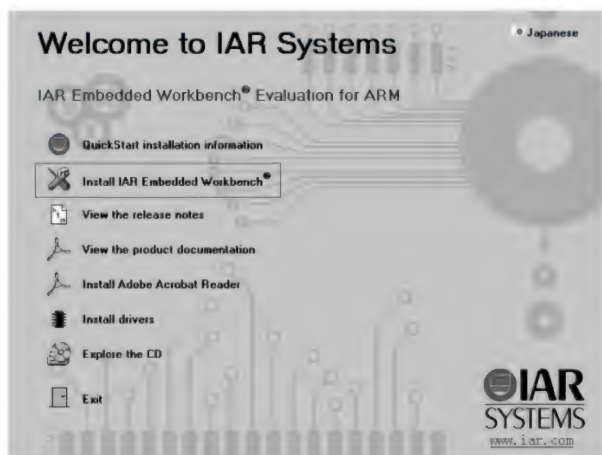 Welcome to IAR Systems
Japanese
IAR Embedded Workbench® Evaluation for ARM
QuickStart installation information
Install IAR Embedded Workbench®
View the release notes
View the product documentation
Install Adobe Acrobat Reader
Install drivers
Explore the CD
Exit
IAR
SYSTEMS
www.iar.com